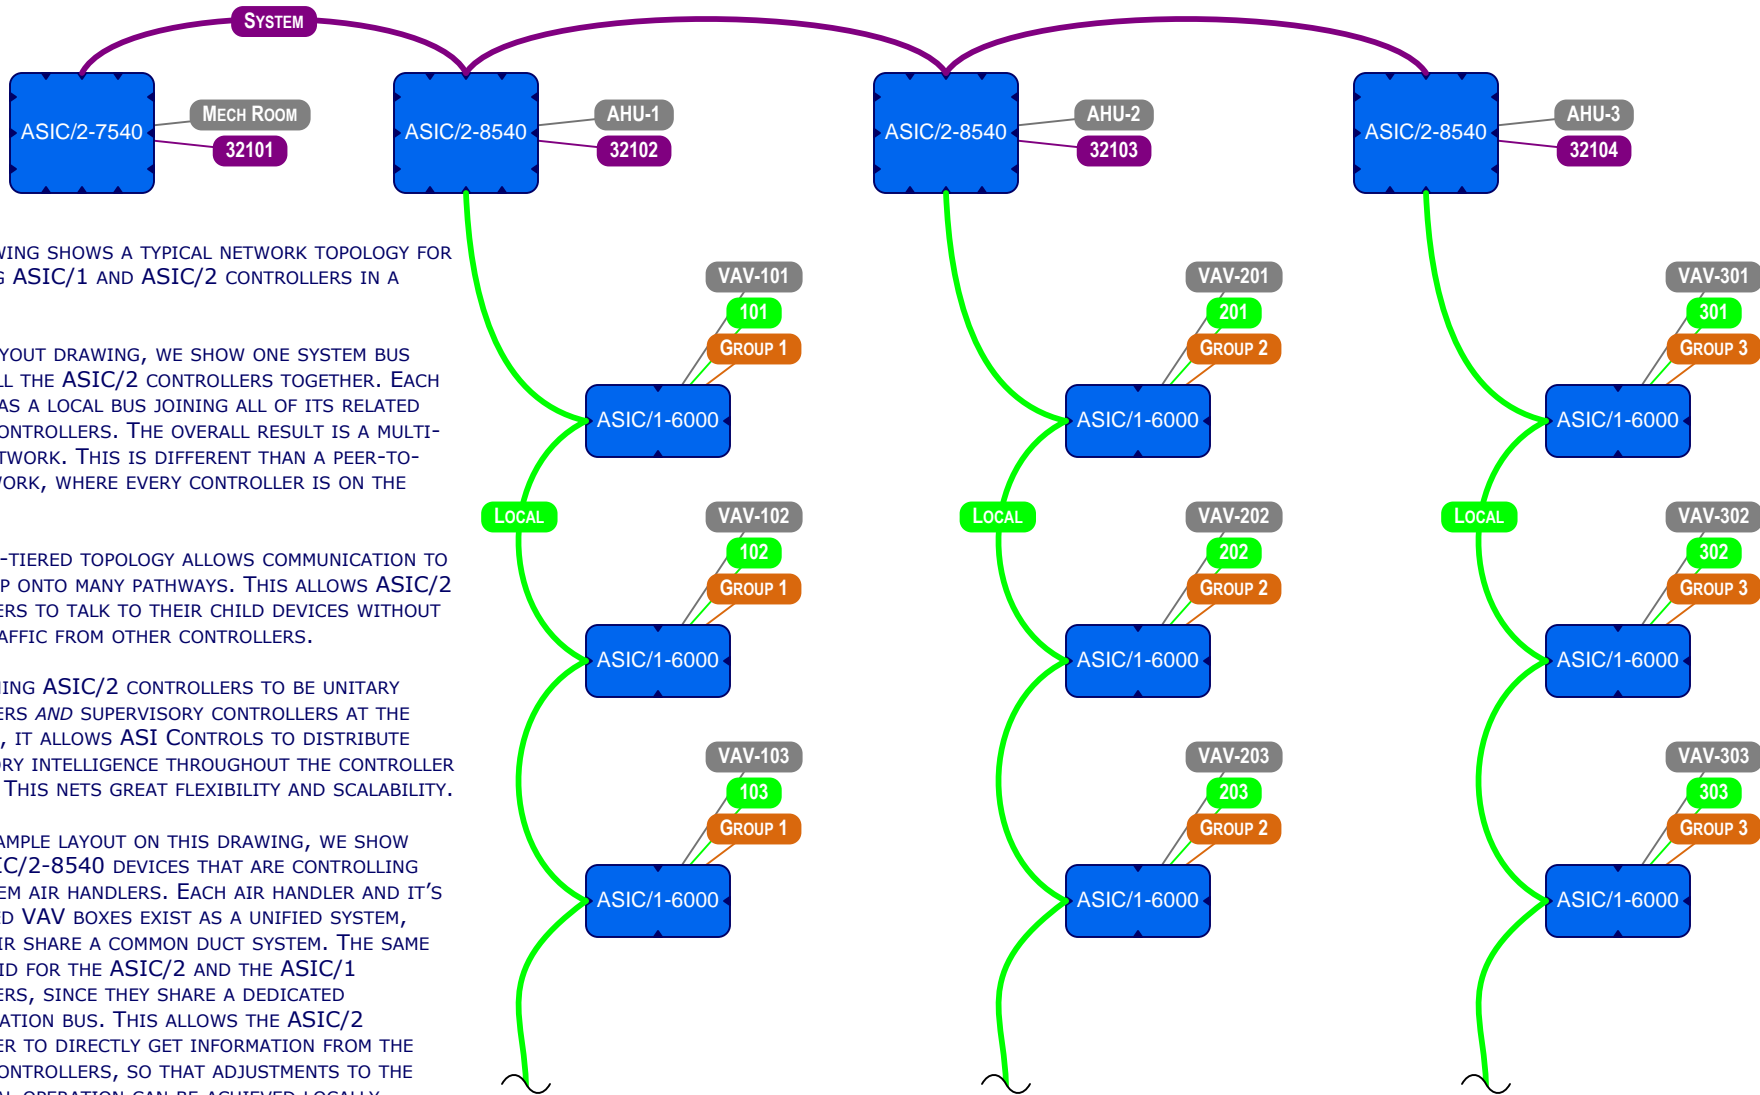 SYSTEM
ASIC/2-7540
MECH ROOM
32101
ASIC/2-8540
AHU-1
32102
ASIC/2-8540
AHU-2
32103
ASIC/2-8540
AHU-3
32104
WING SHOWS A TYPICAL NETWORK TOPOLOGY FOR
G ASIC/1 AND ASIC/2 CONTROLLERS IN A
YOUT DRAWING, WE SHOW ONE SYSTEM BUS
LL THE ASIC/2 CONTROLLERS TOGETHER. EACH
AS A LOCAL BUS JOINING ALL OF ITS RELATED
ONTROLLERS. THE OVERALL RESULT IS A MULTI-
TWORK. THIS IS DIFFERENT THAN A PEER-TO-
WORK, WHERE EVERY CONTROLLER IS ON THE
-TIERED TOPOLOGY ALLOWS COMMUNICATION TO
P ONTO MANY PATHWAYS. THIS ALLOWS ASIC/2
ERS TO TALK TO THEIR CHILD DEVICES WITHOUT
AFFIC FROM OTHER CONTROLLERS.
NING ASIC/2 CONTROLLERS TO BE UNITARY
ERS AND SUPERVISORY CONTROLLERS AT THE
, IT ALLOWS ASI CONTROLS TO DISTRIBUTE
ORY INTELLIGENCE THROUGHOUT THE CONTROLLER
THIS NETS GREAT FLEXIBILITY AND SCALABILITY.
AMPLE LAYOUT ON THIS DRAWING, WE SHOW
IC/2-8540 DEVICES THAT ARE CONTROLLING
EM AIR HANDLERS. EACH AIR HANDLER AND IT'S
ED VAV BOXES EXIST AS A UNIFIED SYSTEM,
IR SHARE A COMMON DUCT SYSTEM. THE SAME
ID FOR THE ASIC/2 AND THE ASIC/1
ERS, SINCE THEY SHARE A DEDICATED
ATION BUS. THIS ALLOWS THE ASIC/2
ER TO DIRECTLY GET INFORMATION FROM THE
ONTROLLERS, SO THAT ADJUSTMENTS TO THE
AL OPERATION CAN BE ACHIEVED LOCALLY
VAV-101
101
GROUP 1
ASIC/1-6000
LOCAL
VAV-102
102
GROUP 1
ASIC/1-6000
VAV-103
103
GROUP 1
ASIC/1-6000
VAV-201
201
GROUP 2
ASIC/1-6000
LOCAL
VAV-202
202
GROUP 2
ASIC/1-6000
VAV-203
203
GROUP 2
ASIC/1-6000
VAV-301
301
GROUP 3
ASIC/1-6000
LOCAL
VAV-302
302
GROUP 3
ASIC/1-6000
VAV-303
303
GROUP 3
ASIC/1-6000